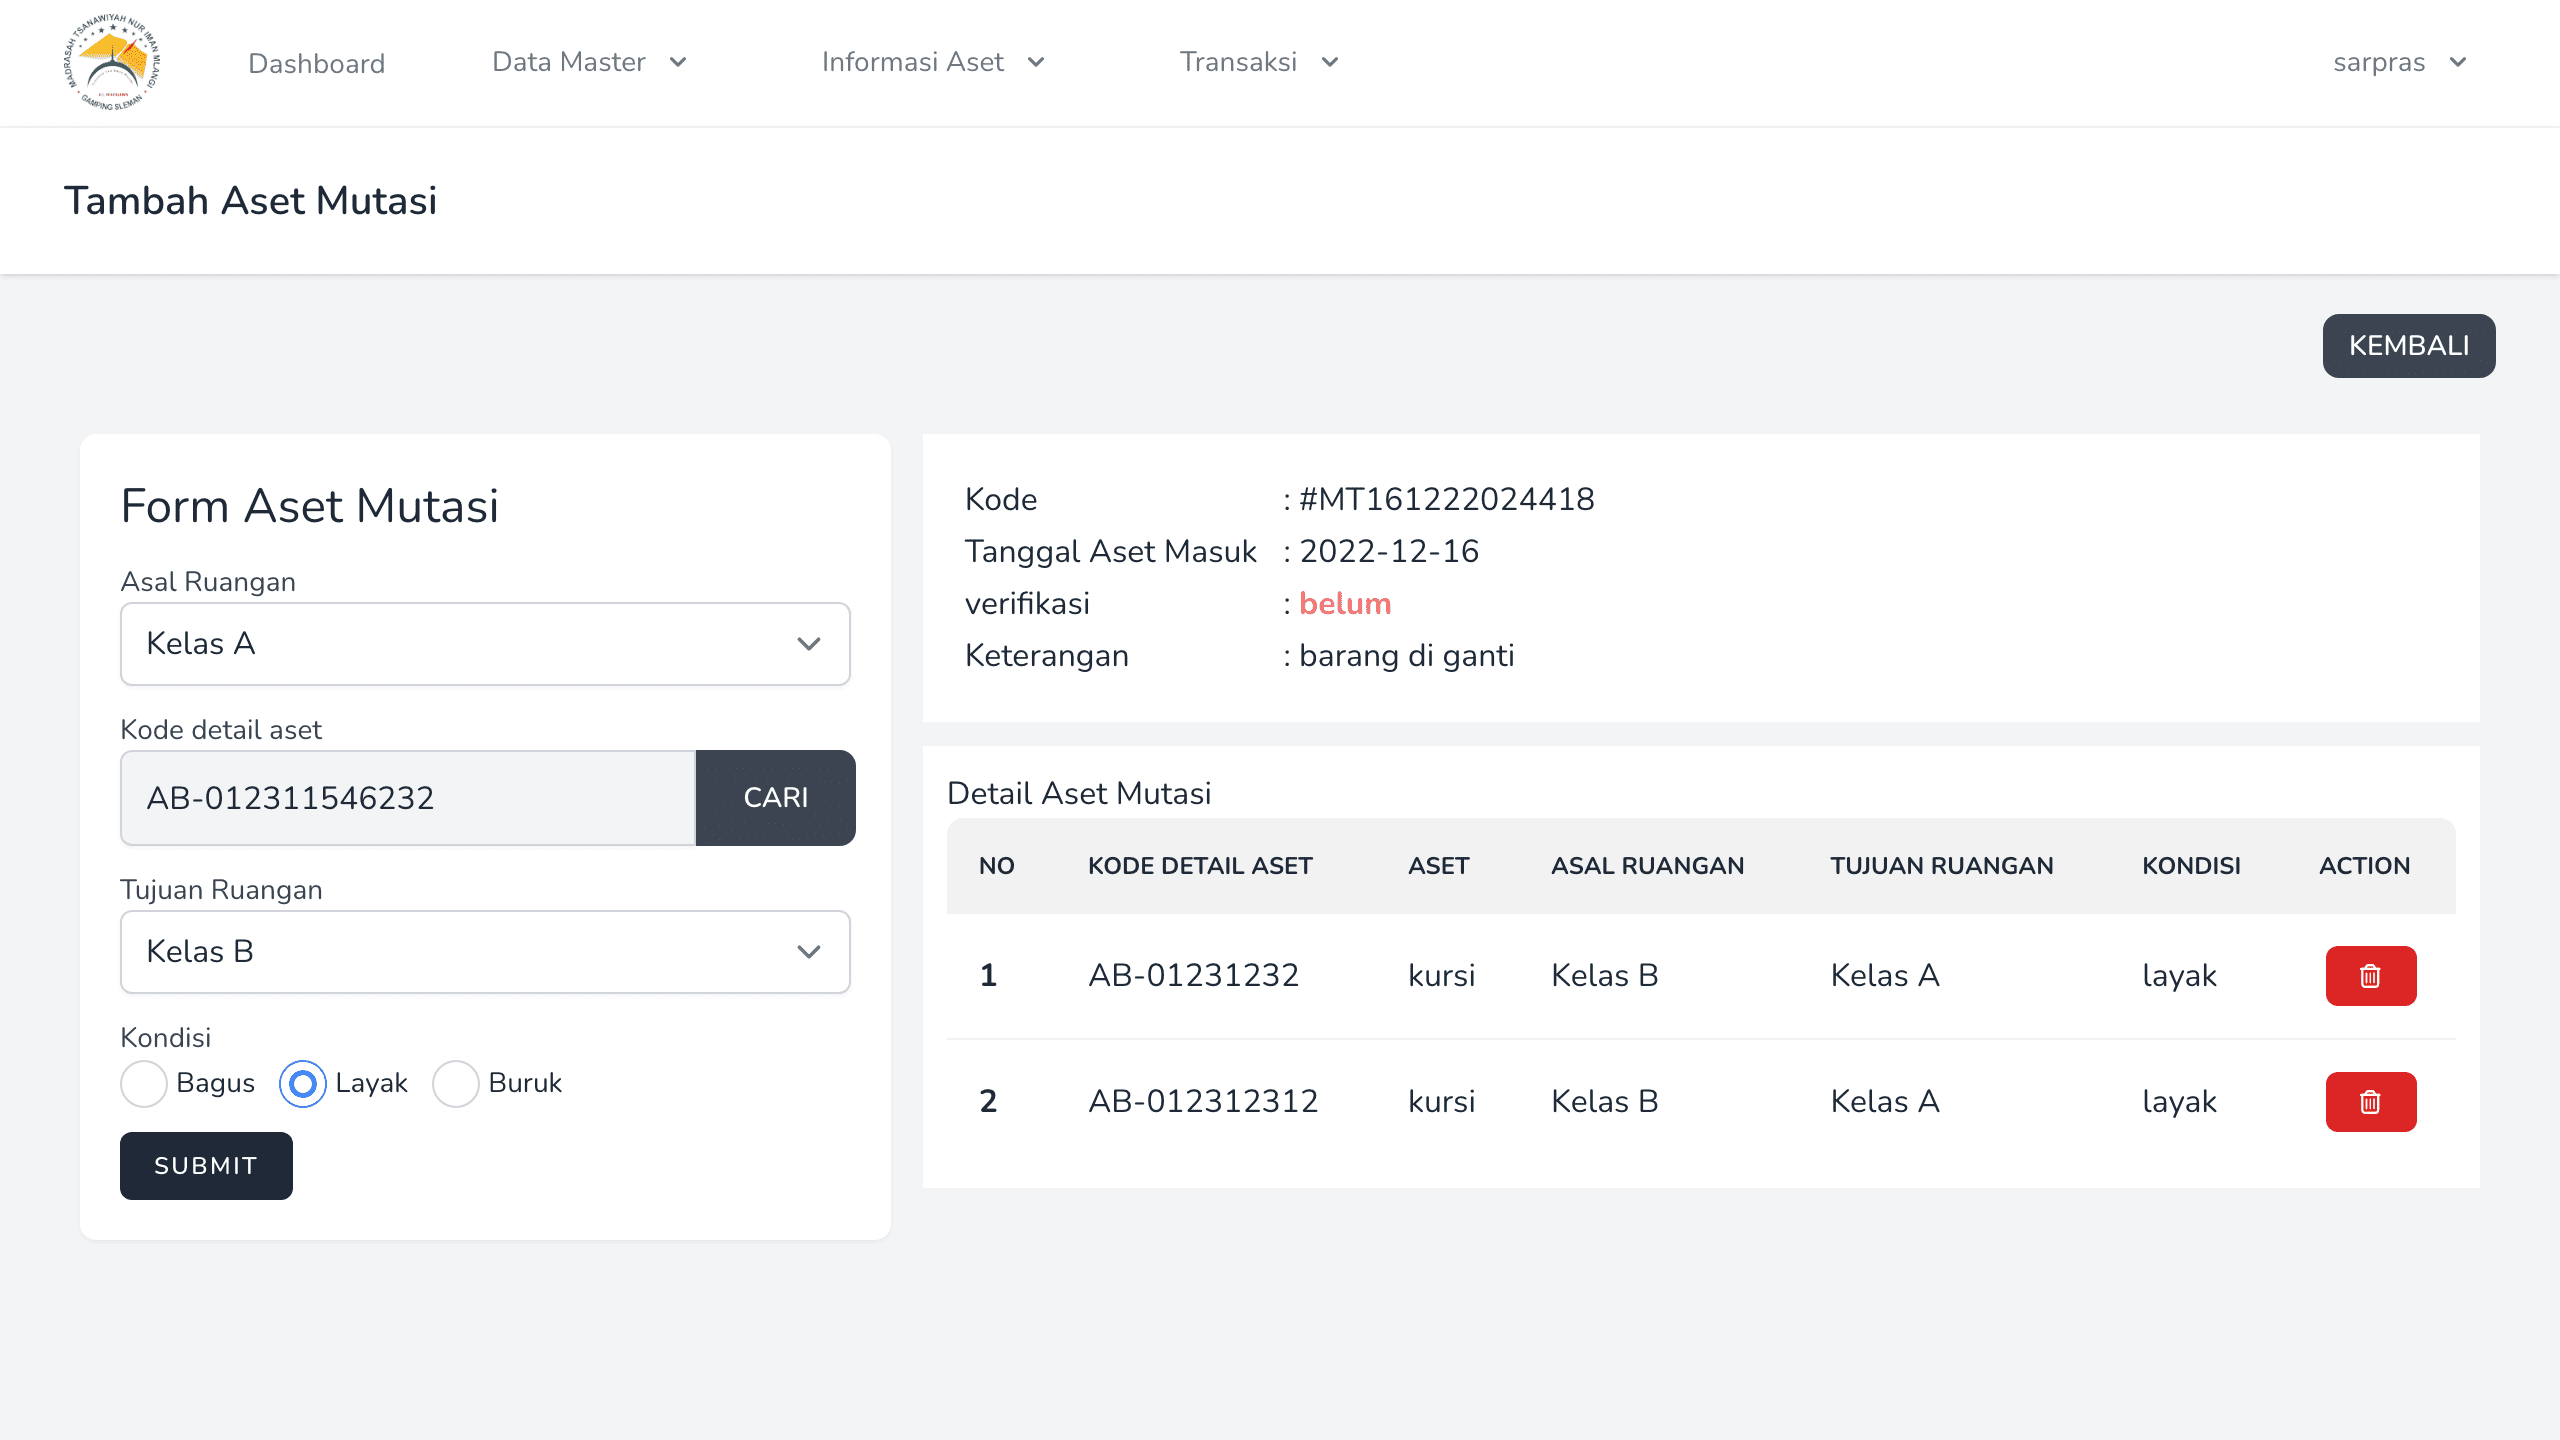 MADRASAH TSANAWIYAH NUR IMAN MLANGI
GAMPING SLEMAN
Dashboard
Data Master
Informasi Aset
Transaksi
sarpras
Tambah Aset Mutasi
KEMBALI
Form Aset Mutasi
Asal Ruangan
Kelas A
Kode detail aset
AB-012311546232
CARI
Tujuan Ruangan
Kelas B
Kondisi
Bagus Layak Buruk
SUBMIT
Kode : #MT161222024418
Tanggal Aset Masuk : 2022-12-16
verifikasi : belum
Keterangan : barang di ganti
Detail Aset Mutasi
NO KODE DETAIL ASET ASET ASAL RUANGAN TUJUAN RUANGAN KONDISI ACTION
1 AB-01231232 kursi Kelas B Kelas A layak
2 AB-012312312 kursi Kelas B Kelas A layak